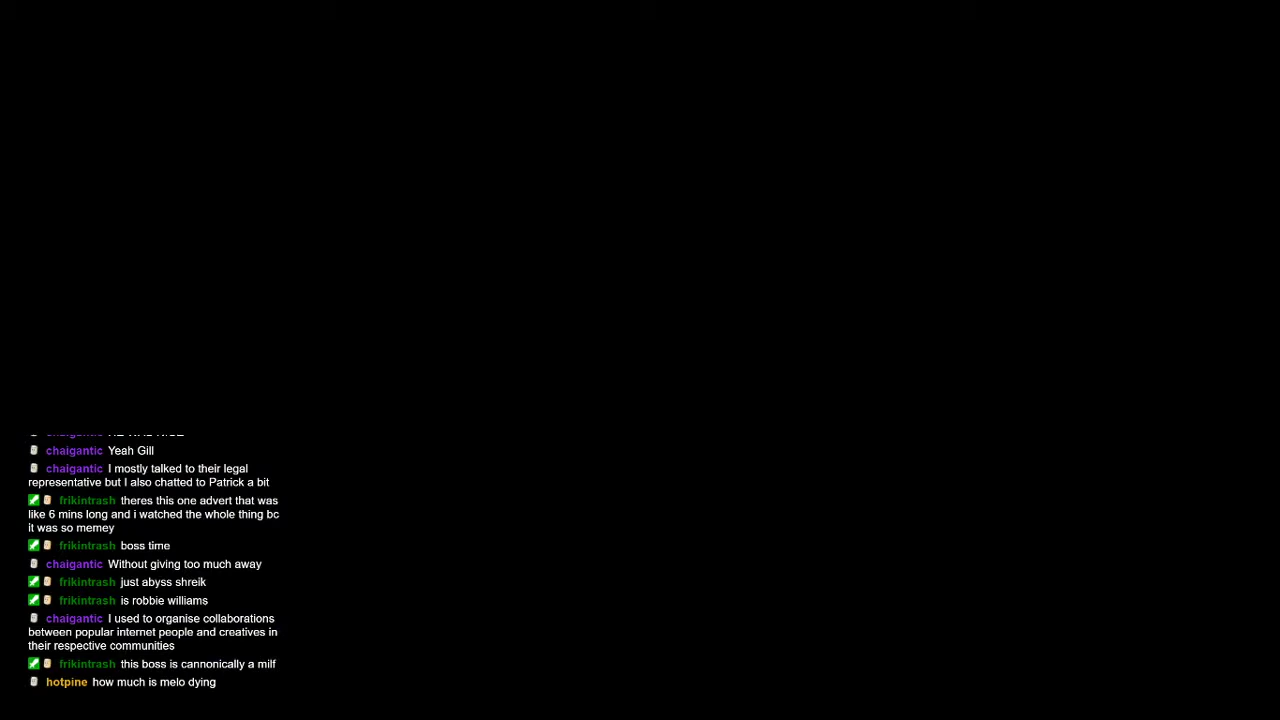 chaigantic Yeah Gill
chaigantic I mostly talked to their legal
representative but I also chatted to Patrick a bit
frikintrash theres this one advert that was
like 6 mins long and i watched the whole thing bc
it was so memey
frikintrash boss time
chaigantic Without giving too much away
frikintrash just abyss shreik
frikintrash is robbie williams
chaigantic I used to organise collaborations
between popular internet people and creatives in
their respective communities
frikintrash this boss is cannonically a milf
hotpine how much is melo dying